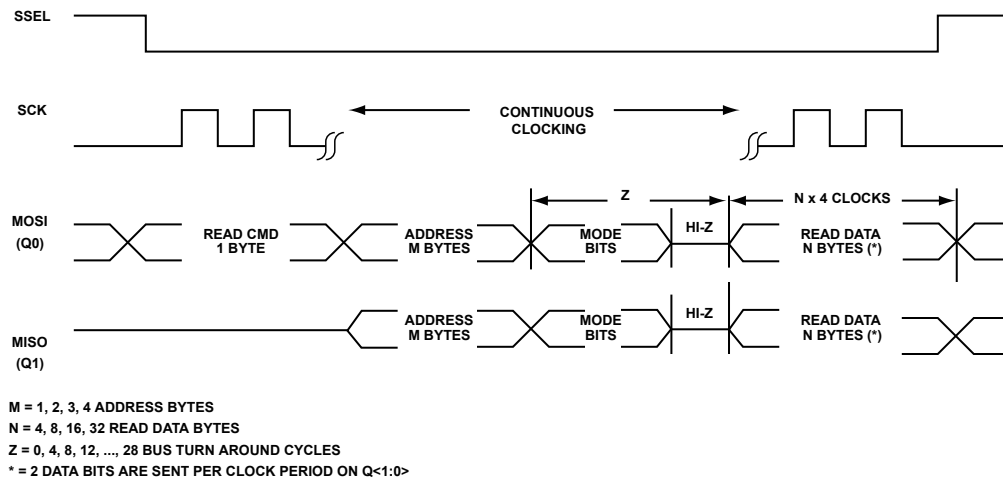 SSEL
SCK
CONTINUOUS
CLOCKING
Z
N x 4 CLOCKS
MOSI
(Q0)
READ CMD
1 BYTE
ADDRESS
M BYTES
MODE
BITS
HI-Z
READ DATA
N BYTES (*)
MISO
(Q1)
ADDRESS
M BYTES
MODE
BITS
HI-Z
READ DATA
N BYTES (*)
M = 1, 2, 3, 4 ADDRESS BYTES
N = 4, 8, 16, 32 READ DATA BYTES
Z = 0, 4, 8, 12, ..., 28 BUS TURN AROUND CYCLES
* = 2 DATA BITS ARE SENT PER CLOCK PERIOD ON Q<1:0>